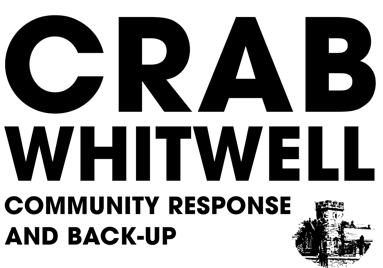 CRAB
WHITWELL
COMMUNITY RESPONSE
AND BACK-UP